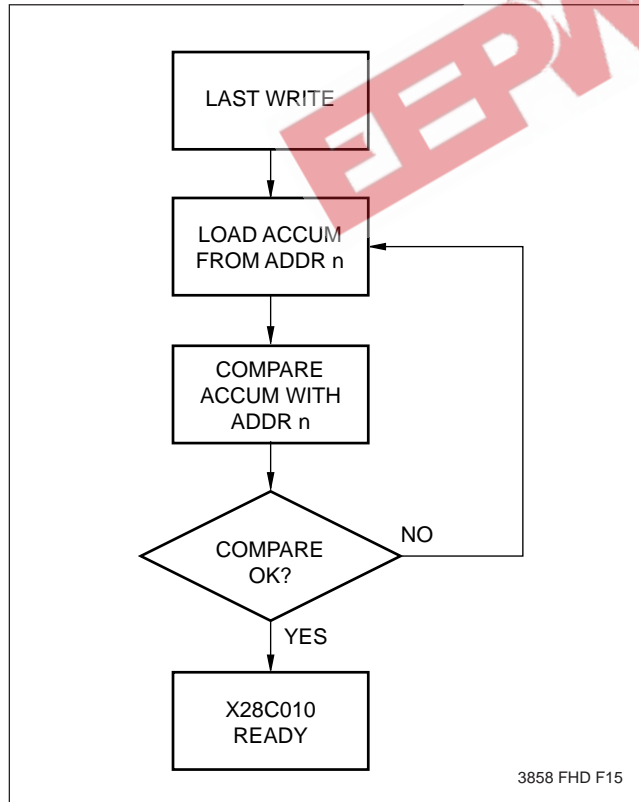 EEPW
LAST WRITE
LOAD ACCUM
FROM ADDR n
COMPARE
ACCUM WITH
ADDR n
COMPARE
OK?
NO
YES
X28C010
READY
3858 FHD F15